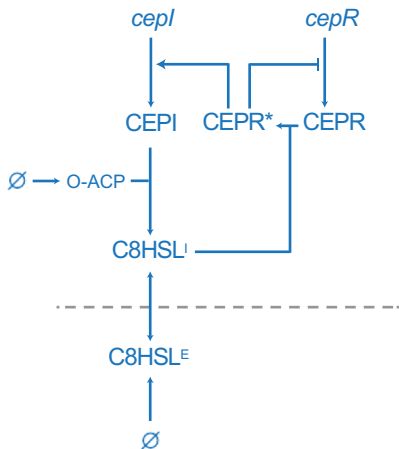 cepI cepR
CEPI CEPR* CEPR
∅ O-ACP
C8HSLᴵ
C8HSLᴱ
∅